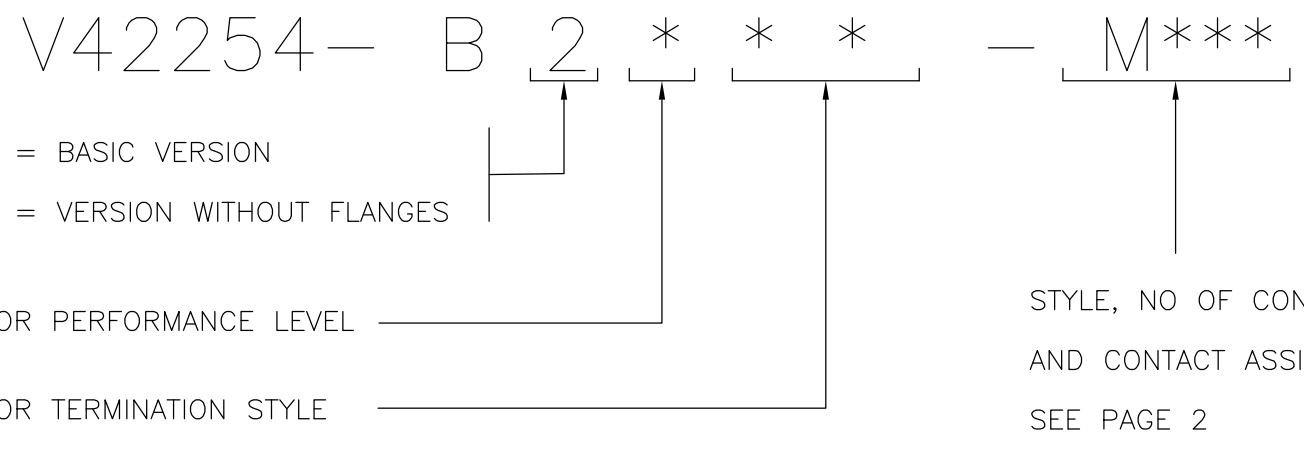 V42254- B 2 * * * - M***
= BASIC VERSION
= VERSION WITHOUT FLANGES
OR PERFORMANCE LEVEL
OR TERMINATION STYLE
STYLE, NO OF CON
AND CONTACT ASSI
SEE PAGE 2